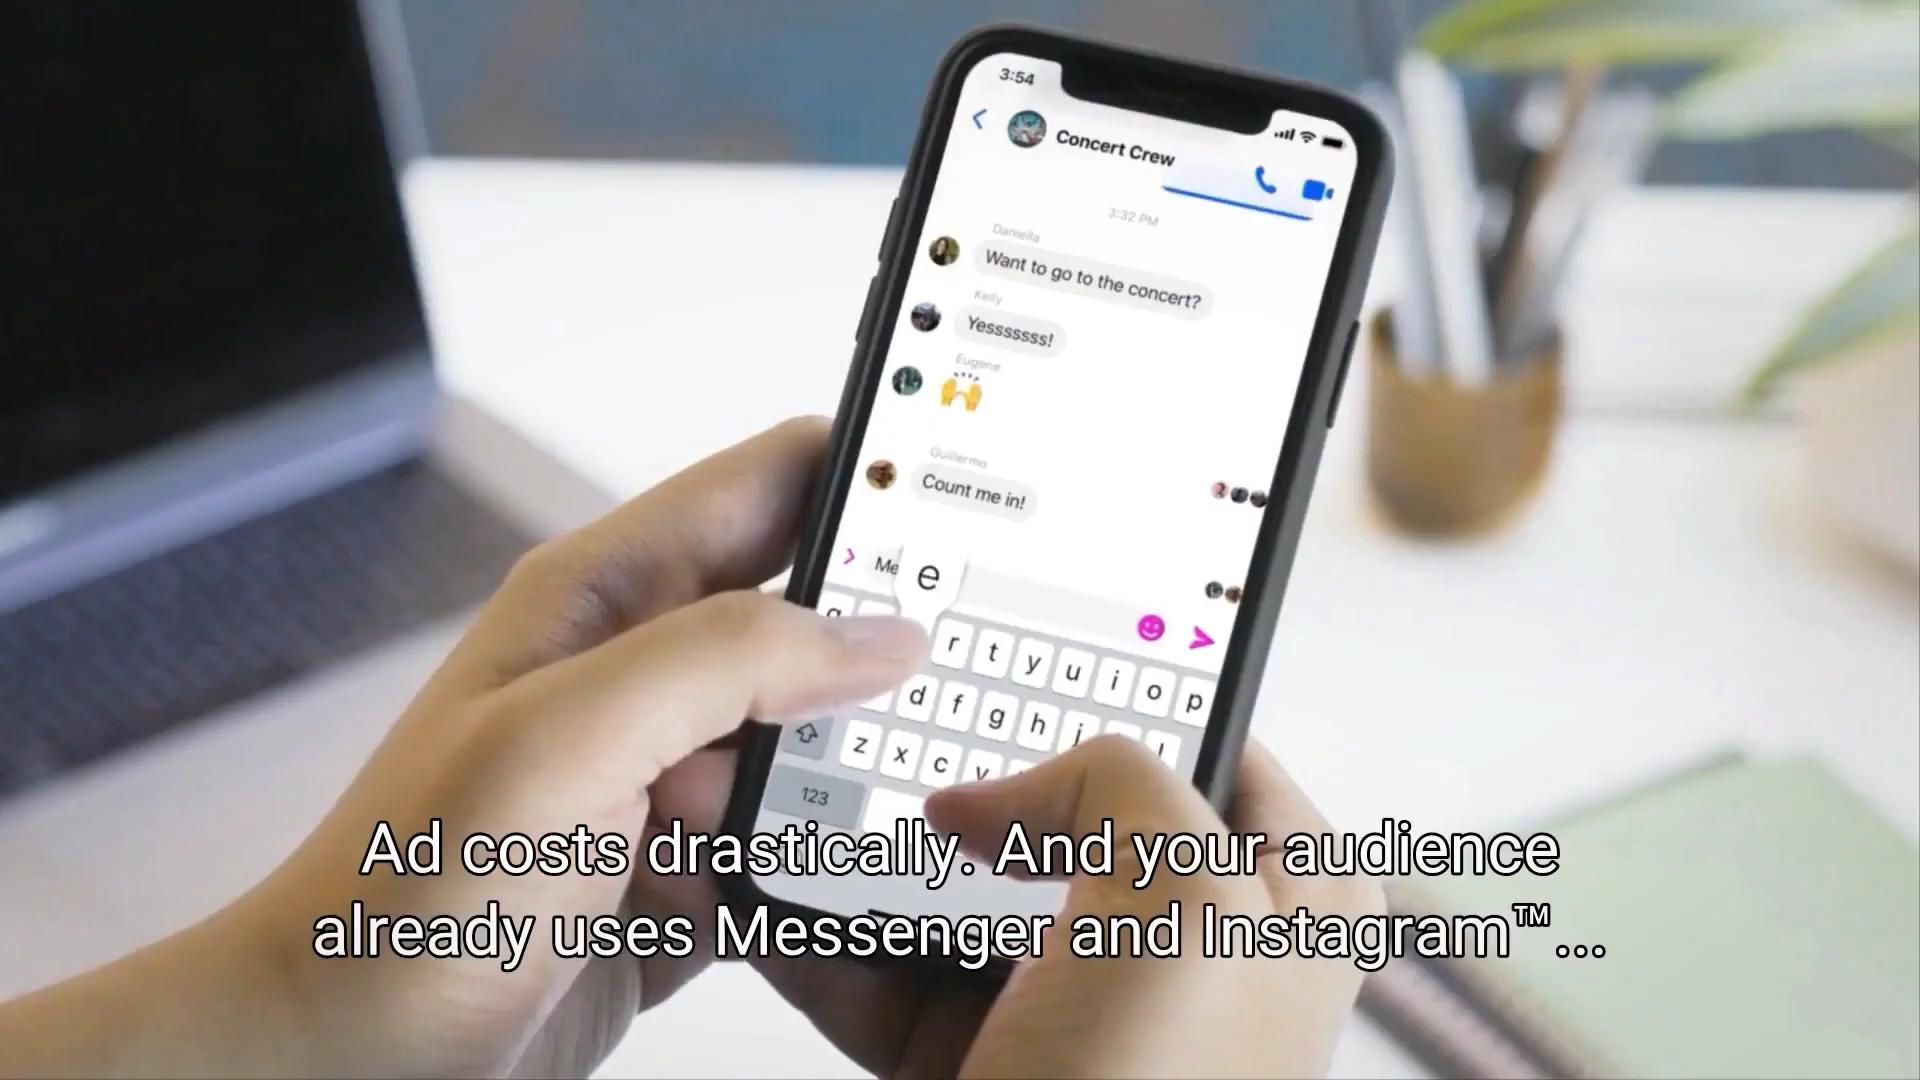 3:54
Concert Crew
3:32 PM
Daniella
Want to go to the concert?
Kelly
Yesssssss!
Eugene
Guillermo
Count me in!
Me
e
q
r t y u i o p
d f g h j l
z x c v
123
Ad costs drastically. And your audience
already uses Messenger and Instagram™...